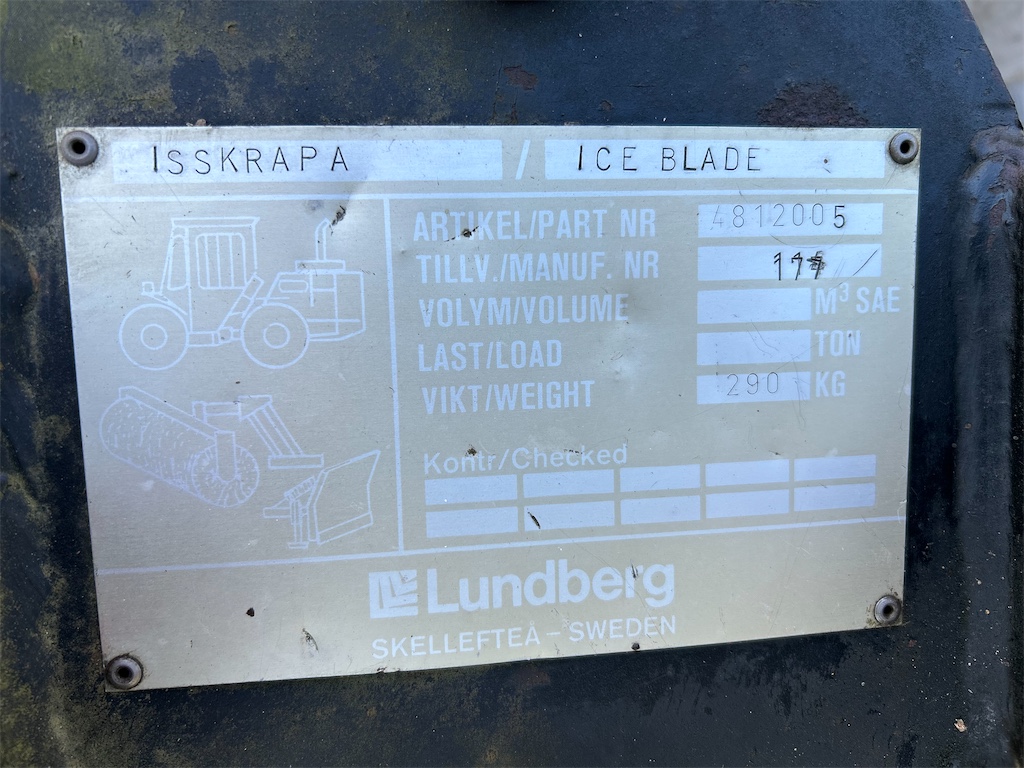 ISSKRAPA / ICE BLADE
ARTIKEL/PART NR 4812005
TILLV./MANUF. NR
VOLYM/VOLUME M³ SAE
LAST/LOAD TON
VIKT/WEIGHT 290 KG
Kontr/Checked
Lundberg
SKELLEFTEÅ – SWEDEN